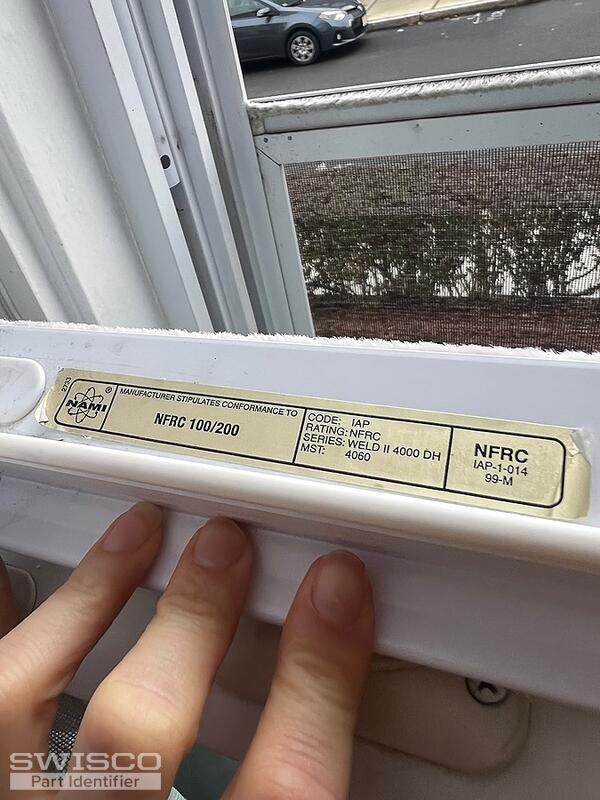 2733
NAMI ®
MANUFACTURER STIPULATES CONFORMANCE TO
NFRC 100/200
CODE: IAP
RATING: NFRC
SERIES: WELD II 4000 DH
MST: 4060
NFRC
IAP-1-014
99-M
SWISCO
Part Identifier